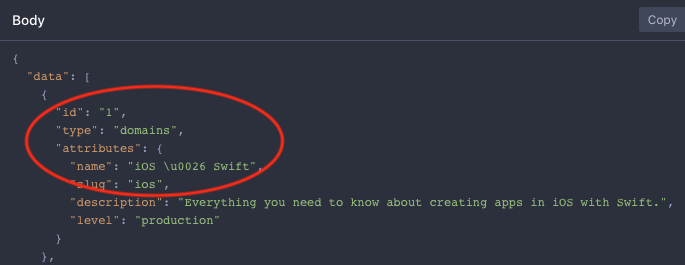 Body
Copy
{
"data": [
{
"id": "1",
"type": "domains",
"attributes": {
"name": "iOS \u0026 Swift",
"slug": "ios",
"description": "Everything you need to know about creating apps in iOS with Swift.",
"level": "production"
}
},